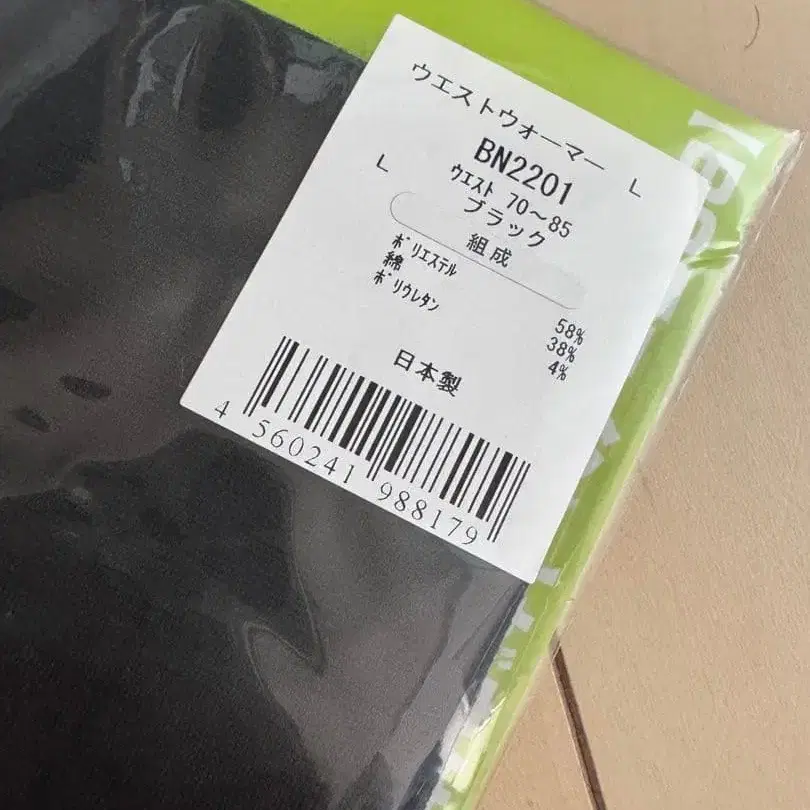 ウエストウォーマー L
BN2201
L ウエスト 70～85
ブラック
組成
ポリエステル 58%
綿 38%
ポリウレタン 4%
日本製
4 560241 988179